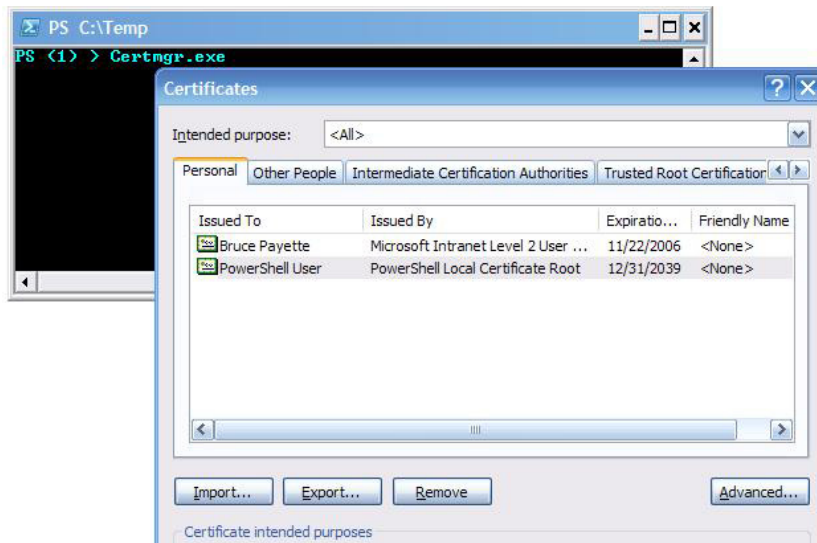 PS C:\Temp
PS (1) > Certmgr.exe
Certificates
Intended purpose: <All>
Personal Other People Intermediate Certification Authorities Trusted Root Certification
Issued To Issued By Expiratio... Friendly Name
Bruce Payette Microsoft Intranet Level 2 User ... 11/22/2006 <None>
PowerShell User PowerShell Local Certificate Root 12/31/2039 <None>
Import... Export... Remove Advanced...
Certificate intended purposes